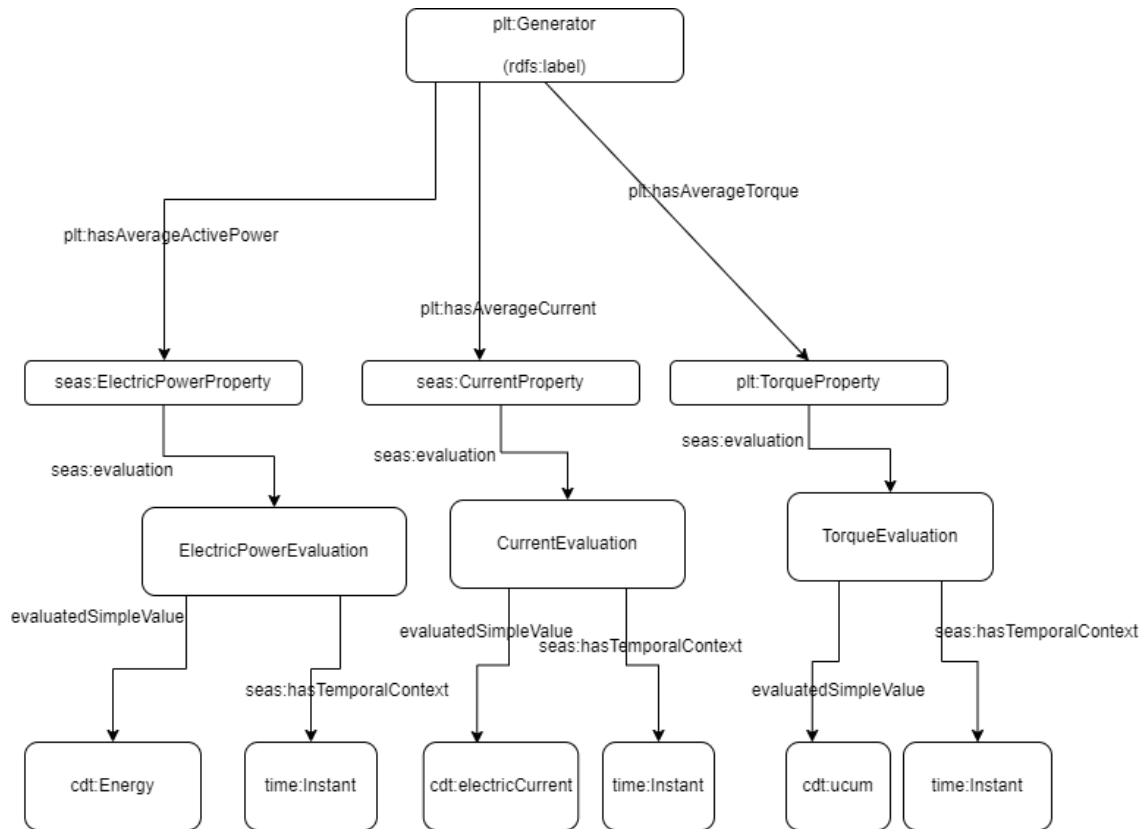 plt:Generator
(rdfs:label)
plt:hasAverageTorque
plt:hasAverageActivePower
plt:hasAverageCurrent
seas:ElectricPowerProperty
seas:CurrentProperty
plt:TorqueProperty
seas:evaluation
seas:evaluation
seas:evaluation
ElectricPowerEvaluation
CurrentEvaluation
TorqueEvaluation
evaluatedSimpleValue
evaluatedSimpleValue
seas:hasTemporalContext
seas:hasTemporalContext
seas:hasTemporalContext
evaluatedSimpleValue
cdt:Energy
time:Instant
cdt:electricCurrent
time:Instant
cdt:ucum
time:Instant